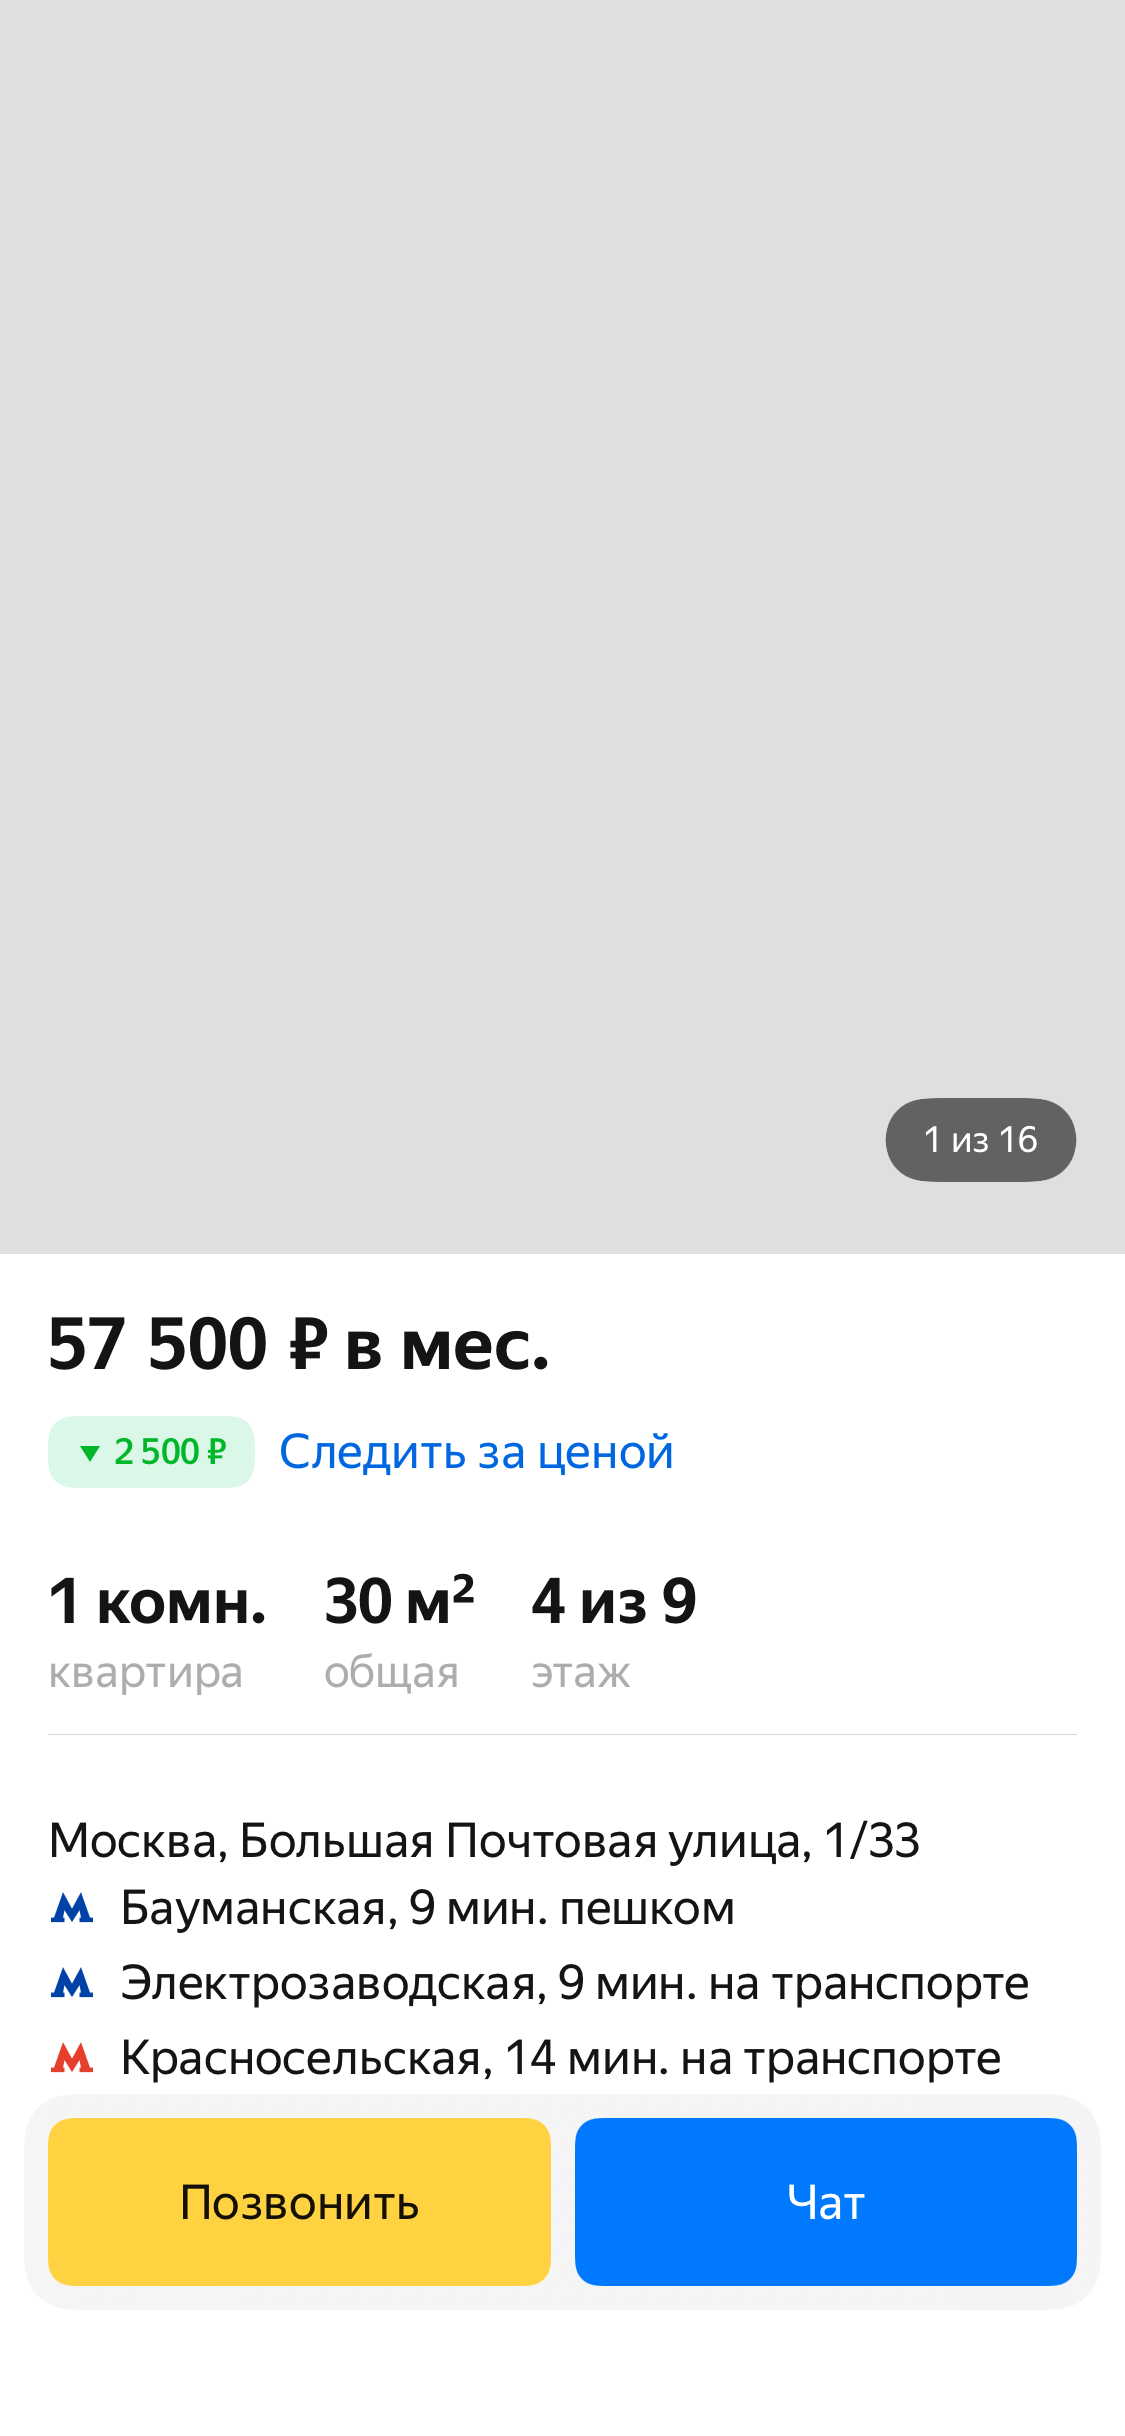 1 из 16
57 500 ₽ в мес.
2 500 ₽ Следить за ценой
1 комн. 30 м² 4 из 9
квартира общая этаж
Москва, Большая Почтовая улица, 1/33
Бауманская, 9 мин. пешком
Электрозаводская, 9 мин. на транспорте
Красносельская, 14 мин. на транспорте
Позвонить Чат